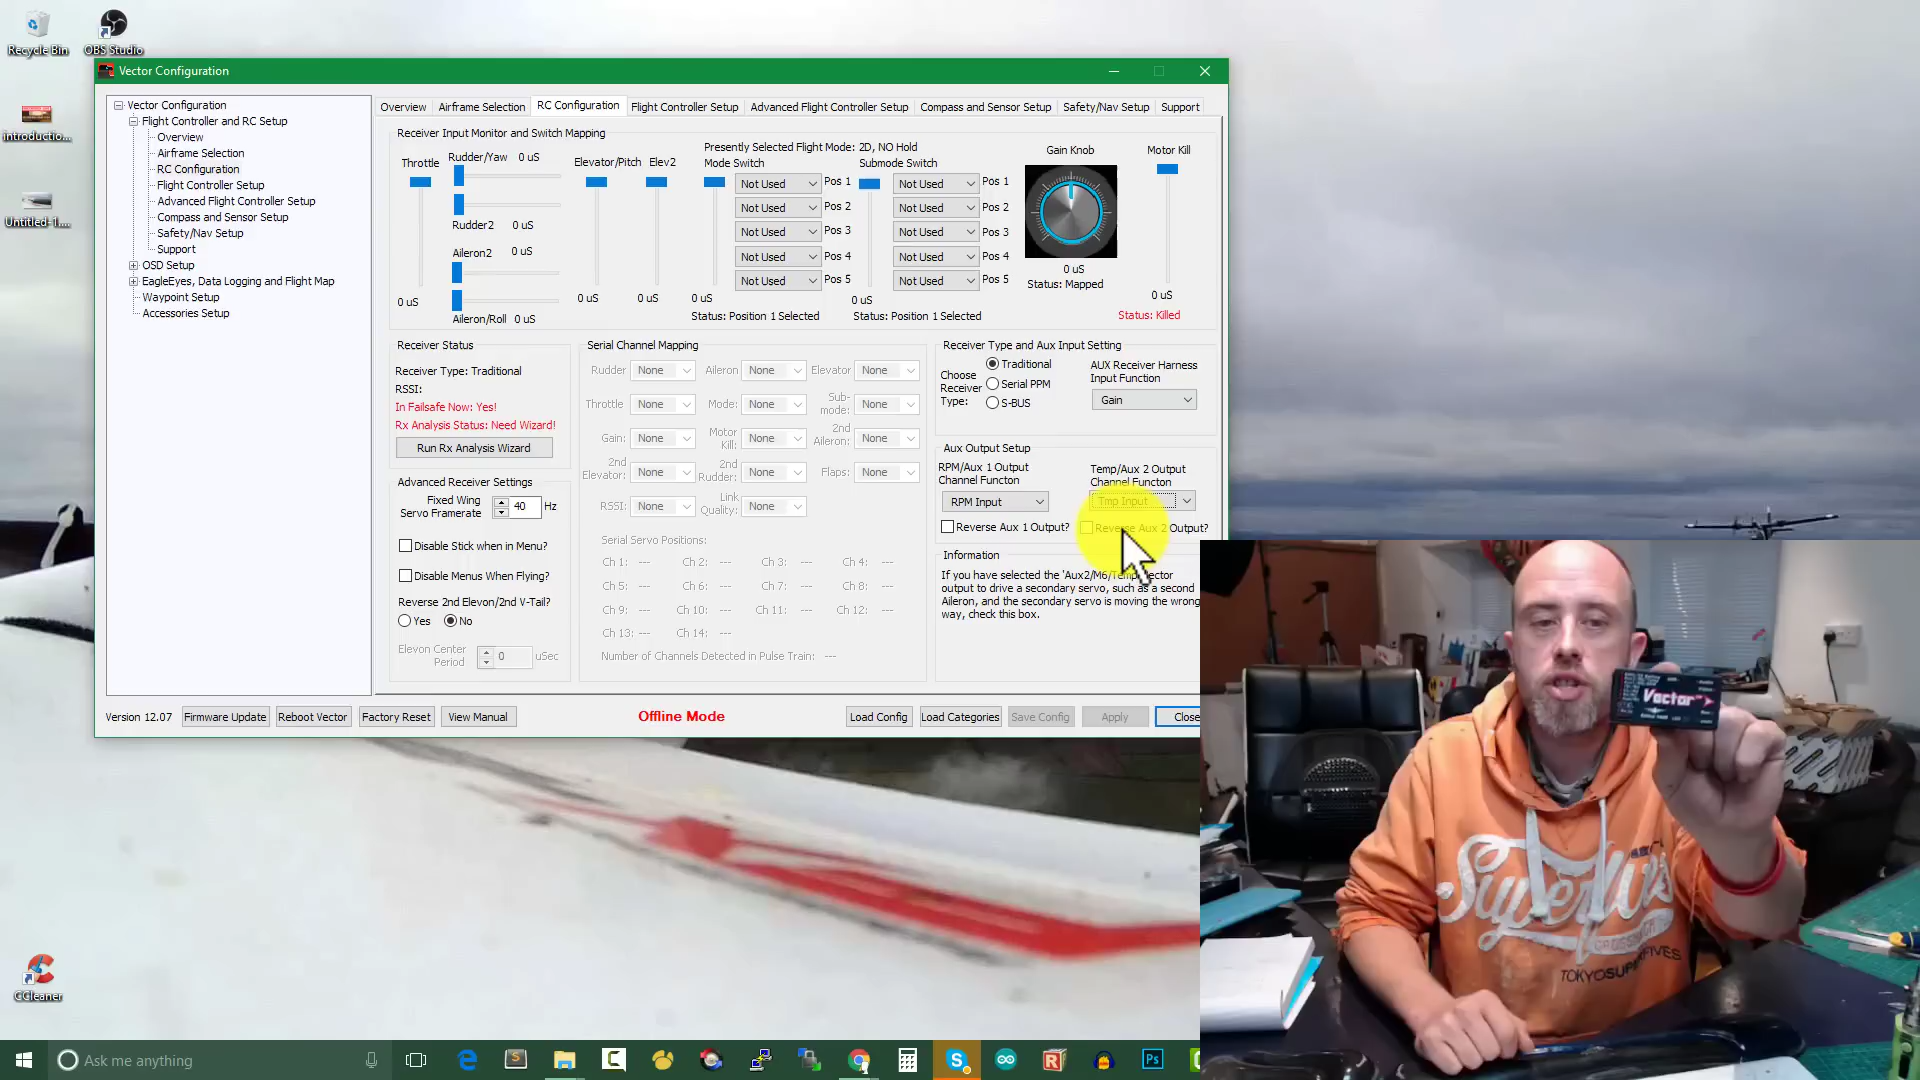 Recycle Bin
OBS Studio
introductio...
Untitled-1....
CCleaner
Vector Configuration
Vector Configuration
Flight Controller and RC Setup
Overview
Airframe Selection
RC Configuration
Flight Controller Setup
Advanced Flight Controller Setup
Compass and Sensor Setup
Safety/Nav Setup
Support
OSD Setup
EagleEyes, Data Logging and Flight Map
Waypoint Setup
Accessories Setup
Overview Airframe Selection RC Configuration Flight Controller Setup Advanced Flight Controller Setup Compass and Sensor Setup Safety/Nav Setup Support
Receiver Input Monitor and Switch Mapping
Throttle
0 uS
Rudder/Yaw 0 uS
Rudder2 0 uS
Aileron2 0 uS
Aileron/Roll 0 uS
Elevator/Pitch Elev2
0 uS 0 uS
Presently Selected Flight Mode: 2D, NO Hold
Mode Switch Submode Switch
Not Used Pos 1 Not Used Pos 1
Not Used Pos 2 Not Used Pos 2
Not Used Pos 3 Not Used Pos 3
Not Used Pos 4 Not Used Pos 4
Not Used Pos 5 Not Used Pos 5
0 uS 0 uS
Status: Position 1 Selected Status: Position 1 Selected
Gain Knob
0 uS
Status: Mapped
Motor Kill
0 uS
Status: Killed
Receiver Status
Receiver Type: Traditional
RSSI:
In Failsafe Now: Yes!
Rx Analysis Status: Need Wizard!
Run Rx Analysis Wizard
Advanced Receiver Settings
Fixed Wing
Servo Framerate 40 Hz
Disable Stick when in Menu?
Disable Menus When Flying?
Reverse 2nd Elevon/2nd V-Tail?
Yes No
Elevon Center
Period 0 uSec
Serial Channel Mapping
Rudder None Aileron None Elevator None
Throttle None Mode: None Sub-
mode: None
Gain: None Motor
Kill: None 2nd
Aileron: None
2nd
Elevator: None 2nd
Rudder: None Flaps: None
RSSI: None Link
Quality: None
Serial Servo Positions:
Ch 1: --- Ch 2: --- Ch 3: --- Ch 4: ---
Ch 5: --- Ch 6: --- Ch 7: --- Ch 8: ---
Ch 9: --- Ch 10: --- Ch 11: --- Ch 12: ---
Ch 13: --- Ch 14: ---
Number of Channels Detected in Pulse Train: ---
Receiver Type and Aux Input Setting
Choose
Receiver
Type:
Traditional
Serial PPM
S-BUS
AUX Receiver Harness
Input Function
Gain
Aux Output Setup
RPM/Aux 1 Output
Channel Functon
RPM Input
Reverse Aux 1 Output?
Temp/Aux 2 Output
Channel Functon
Tmp Input
Reverse Aux 2 Output?
Information
If you have selected the 'Aux2/M6/Temp
output to drive a secondary servo, such as a second
Aileron, and the secondary servo is moving the wrong
way, check this box.
Version 12.07 Firmware Update Reboot Vector Factory Reset View Manual Offline Mode Load Config Load Categories Save Config Apply Close
Vector
SuperDry
TOKYOSUP
Ask me anything
Ps